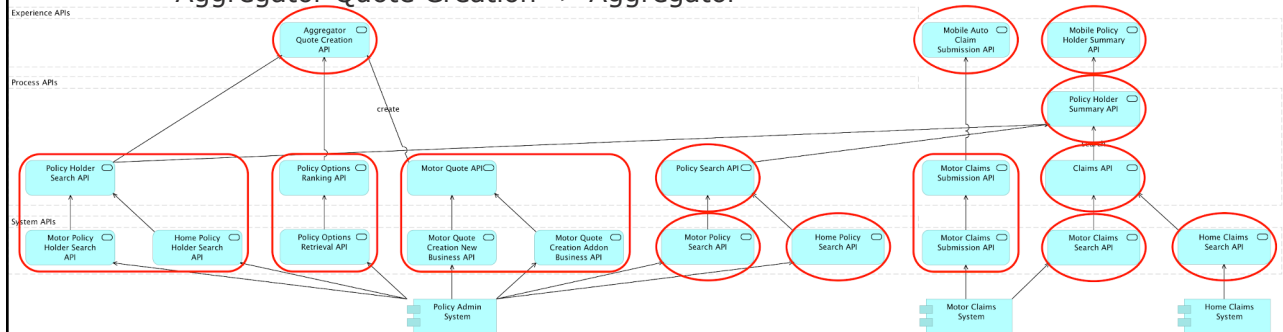 Aggregator Quote Creation -> Aggregator
Experience APIs
Aggregator
Quote Creation
API
Mobile Auto
Claim
Submission API
Mobile Policy
Holder Summary
API
Process APIs
Policy Holder
Summary API
create
Policy Holder
Search API
Policy Options
Ranking API
Motor Quote API
Policy Search API
Motor Claims
Submission API
Claims API
System APIs
Motor Policy
Holder Search
API
Home Policy
Holder Search
API
Policy Options
Retrieval API
Motor Quote
Creation New
Business API
Motor Quote
Creation Addon
Business API
Motor Policy
Search API
Home Policy
Search API
Motor Claims
Submission API
Motor Claims
Search API
Home Claims
Search API
Policy Admin
System
Motor Claims
System
Home Claims
System